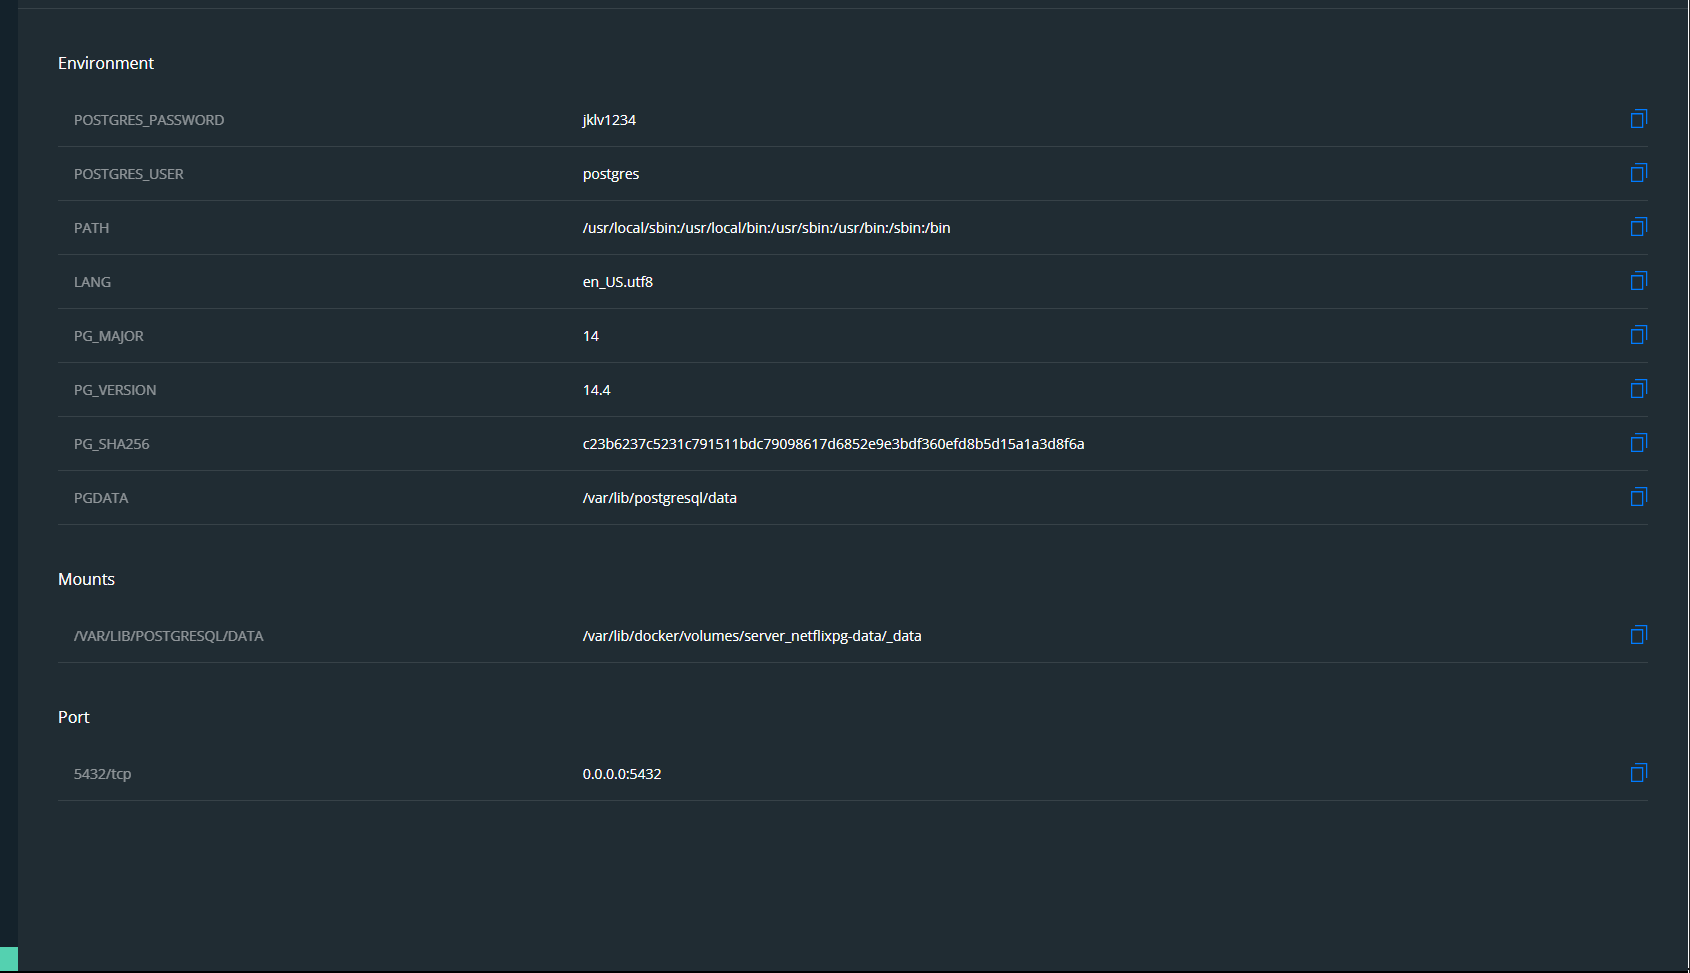 Environment
POSTGRES_PASSWORD jklv1234
POSTGRES_USER postgres
PATH /usr/local/sbin:/usr/local/bin:/usr/sbin:/usr/bin:/sbin:/bin
LANG en_US.utf8
PG_MAJOR 14
PG_VERSION 14.4
PG_SHA256 c23b6237c5231c791511bdc79098617d6852e9e3bdf360efd8b5d15a1a3d8f6a
PGDATA /var/lib/postgresql/data
Mounts
/VAR/LIB/POSTGRESQL/DATA /var/lib/docker/volumes/server_netflixpg-data/_data
Port
5432/tcp 0.0.0.0:5432